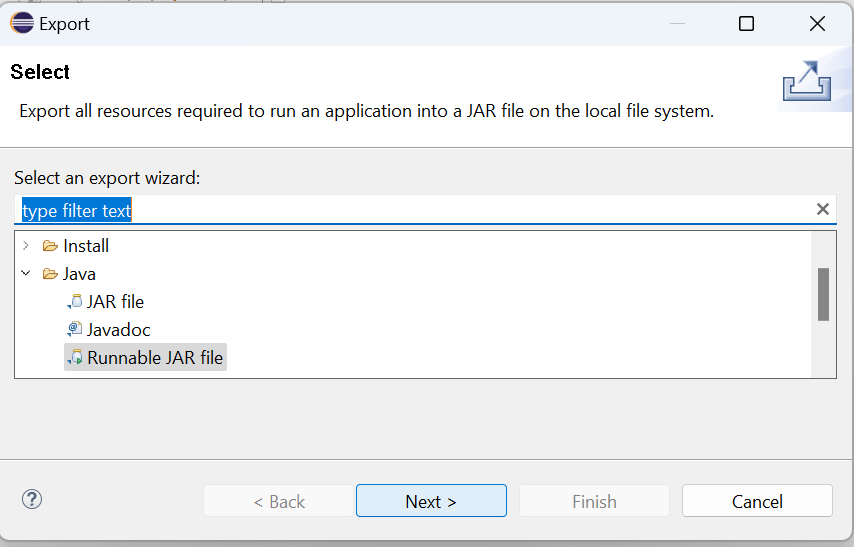 Export
Select
Export all resources required to run an application into a JAR file on the local file system.
Select an export wizard:
type filter text
Install
Java
JAR file
Javadoc
Runnable JAR file
< Back Next > Finish Cancel